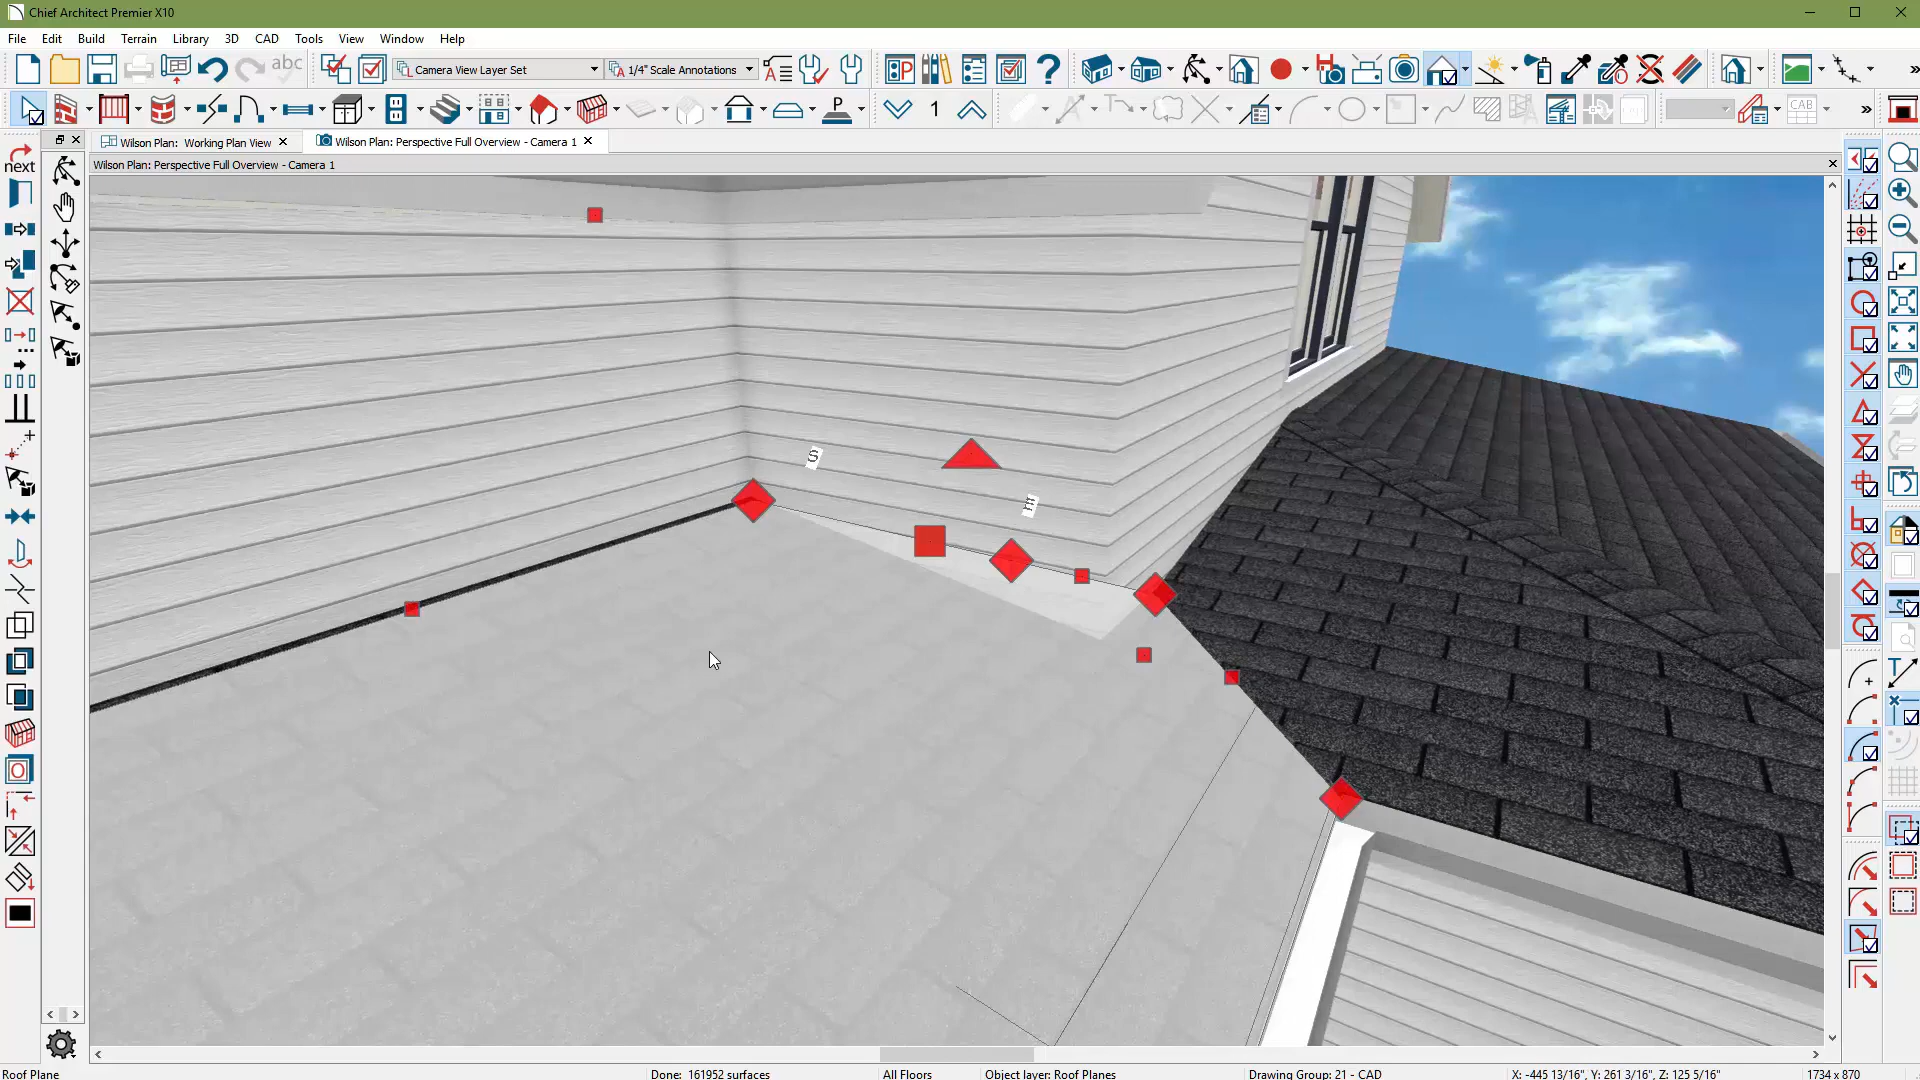 Chief Architect Premier X10
File Edit Build Terrain Library 3D CAD Tools View Window Help
abc Camera View Layer Set 1/4" Scale Annotations
1 CAB
Wilson Plan: Working Plan View Wilson Plan: Perspective Full Overview - Camera 1
Wilson Plan: Perspective Full Overview - Camera 1
next
Roof Plane Done: 161952 surfaces All Floors Object layer: Roof Planes Drawing Group: 21 - CAD X: -445 13/16", Y: 261 3/16", Z: 125 5/16" 1734 x 870